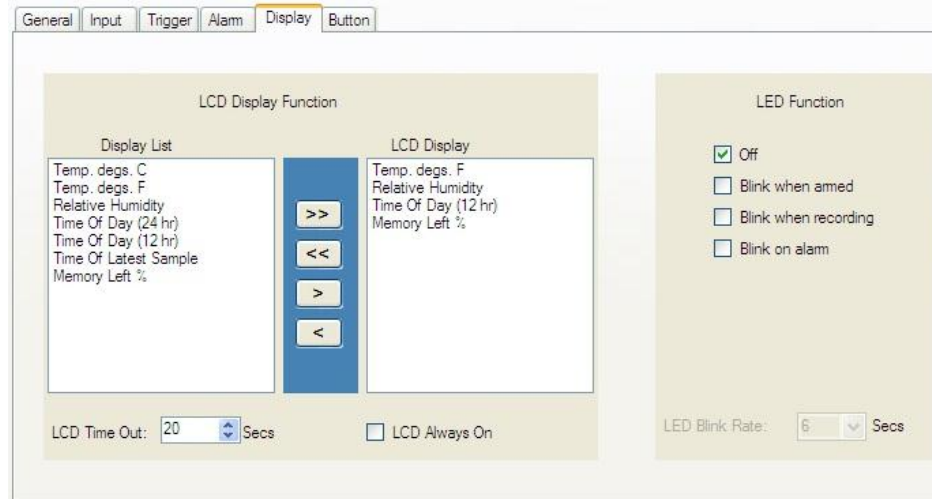 General Input Trigger Alarm Display Button
LCD Display Function
Display List
Temp. degs. C
Temp. degs. F
Relative Humidity
Time Of Day (24 hr)
Time Of Day (12 hr)
Time Of Latest Sample
Memory Left %
>>
<<
>
<
LCD Display
Temp. degs. F
Relative Humidity
Time Of Day (12 hr)
Memory Left %
LCD Time Out: 20 Secs
LCD Always On
LED Function
Off
Blink when armed
Blink when recording
Blink on alarm
LED Blink Rate: 6 Secs